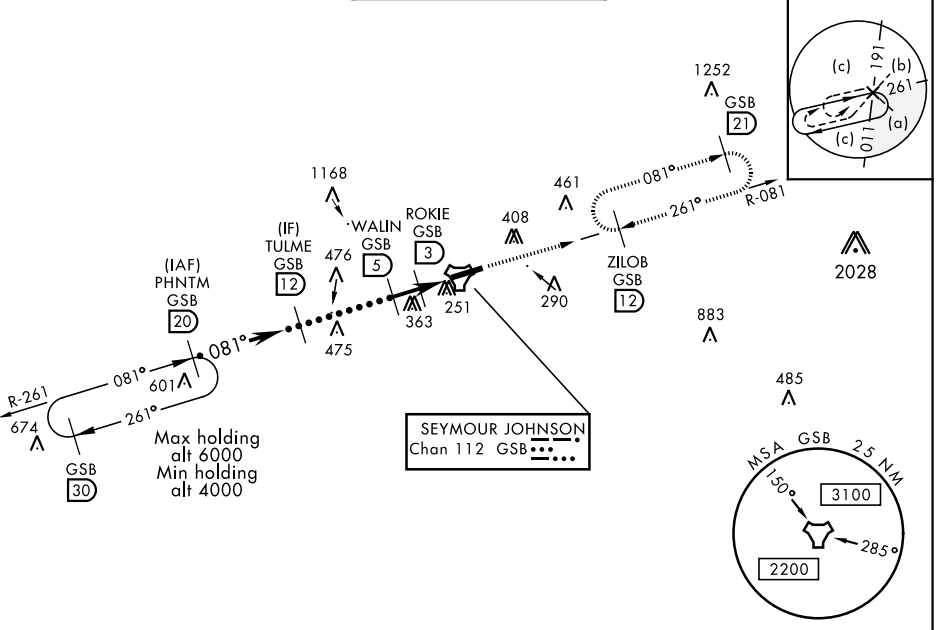 191
(c)
(b)
261
(a)
(c)
011
1252
GSB
21
081°
261°
R-081
1168
461
408
WALIN
GSB
5
ROKIE
GSB
3
(IF)
TULME
GSB
12
476
ZILOB
GSB
12
290
2028
(IAF)
PHNTM
GSB
20
363
251
475
883
081°
081°
601
R-261
261°
674
485
Max holding
alt 6000
Min holding
alt 4000
GSB
30
SEYMOUR JOHNSON
Chan 112 GSB
MSA GSB 25 NM
150°
3100
285°
2200